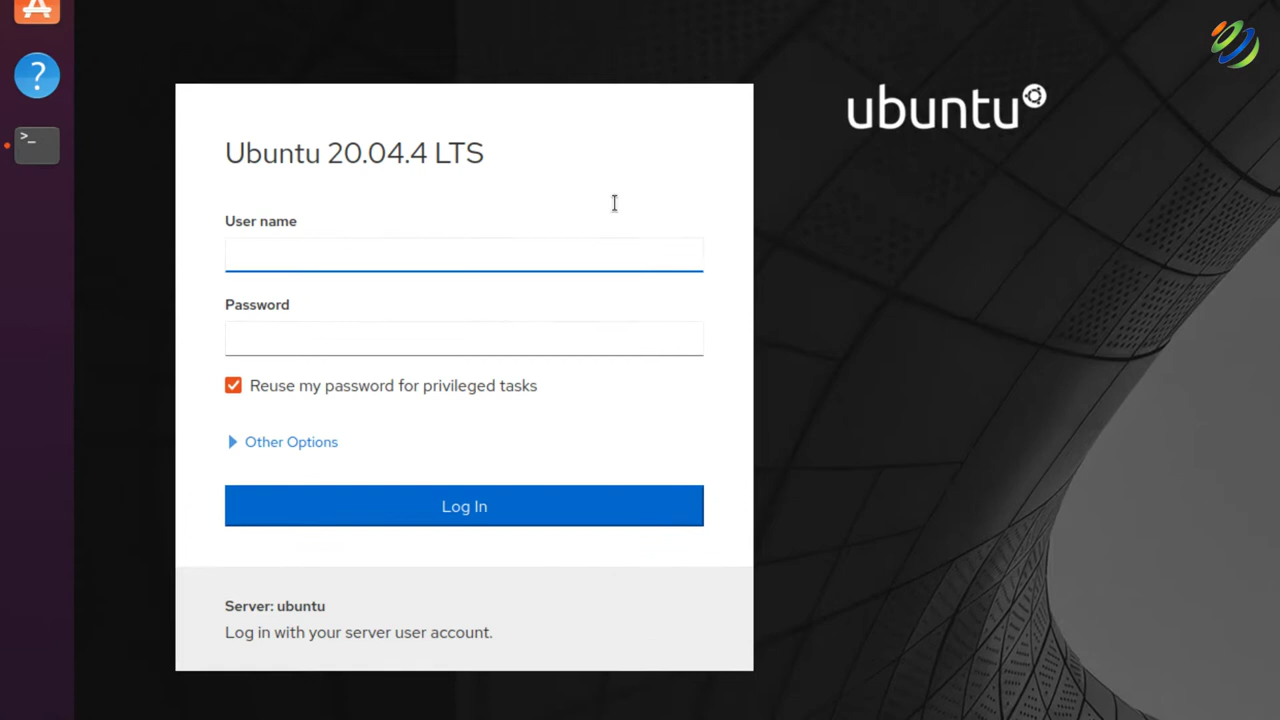 ?
>_
ubuntu
Ubuntu 20.04.4 LTS
User name
Password
Reuse my password for privileged tasks
Other Options
Log In
Server: ubuntu
Log in with your server user account.